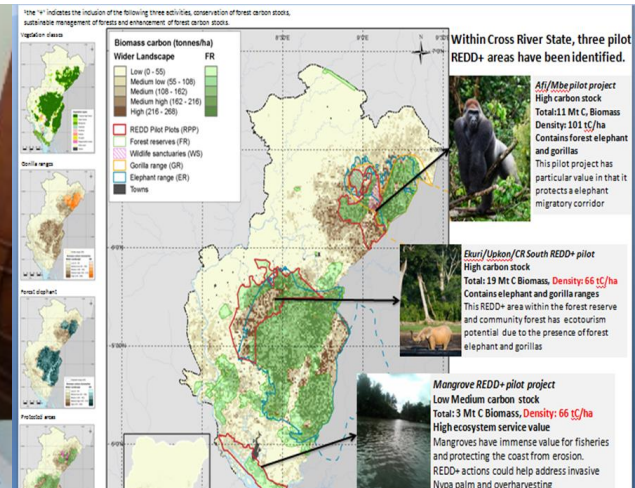 ¹the "+" indicates the inclusion of the following three activities, conservation of forest carbon stocks,
sustainable management of forests and enhancement of forest carbon stocks.
Vegetation classes
Gorilla ranges
Forest elephant
Protected areas
Biomass carbon (tonnes/ha)
Wider Landscape FR
Low (0 - 55)
Medium low (55 - 108)
Medium (108 - 162)
Medium high (162 - 216)
High (216 - 268)
REDD Pilot Plots (RPP)
Forest reserves (FR)
Wildlife sanctuaries (WS)
Gorilla range (GR)
Elephant range (ER)
Towns
Within Cross River State, three pilot
REDD+ areas have been identified.
Afi/Mbe pilot project
High carbon stock
Total:11 Mt C, Biomass
Density: 101 tC/ha
Contains forest elephant
and gorillas
This pilot project has
particular value in that it
protects a elephant
migratory corridor
Ekuri/Upkon/CR South REDD+ pilot
High carbon stock
Total: 19 Mt C Biomass, Density: 66 tC/ha
Contains elephant and gorilla ranges
This REDD+ area within the forest reserve
and community forest has ecotourism
potential due to the presence of forest
elephant and gorillas
Mangrove REDD+ pilot project
Low Medium carbon stock
Total: 3 Mt C Biomass, Density: 66 tC/ha
High ecosystem service value
Mangroves have immense value for fisheries
and protecting the coast from erosion.
REDD+ actions could help address invasive
Nypa palm and overharvesting